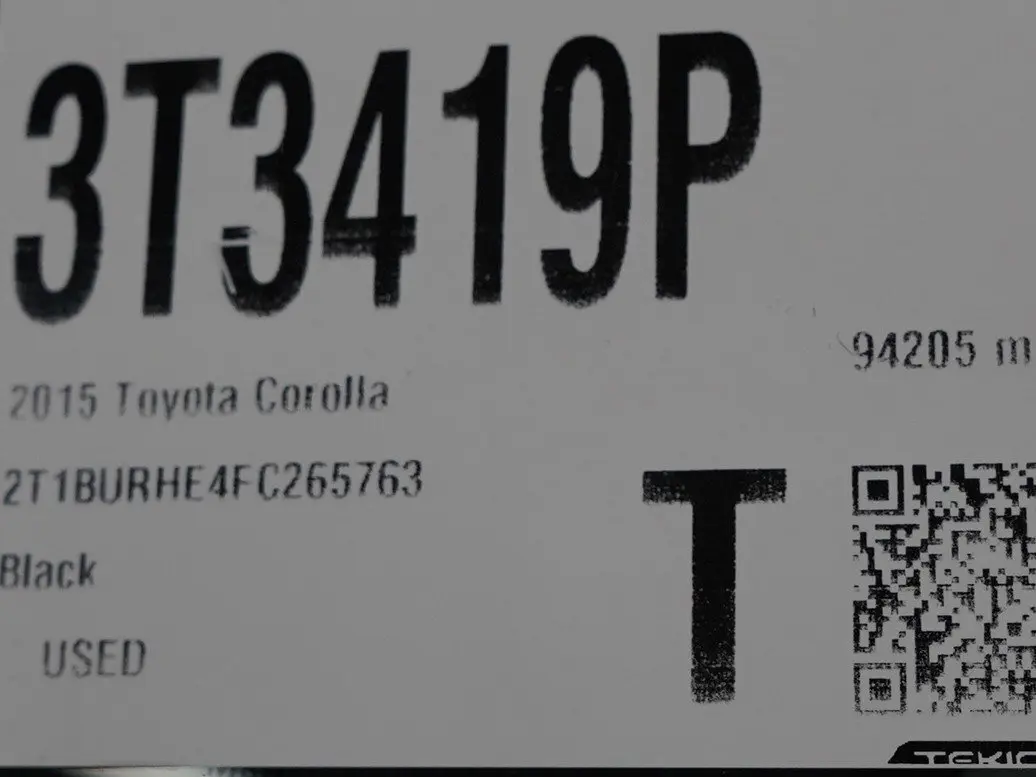 3T3419P
94205 m
2015 Toyota Corolla
2T1BURHE4FC265763
T
Black
USED